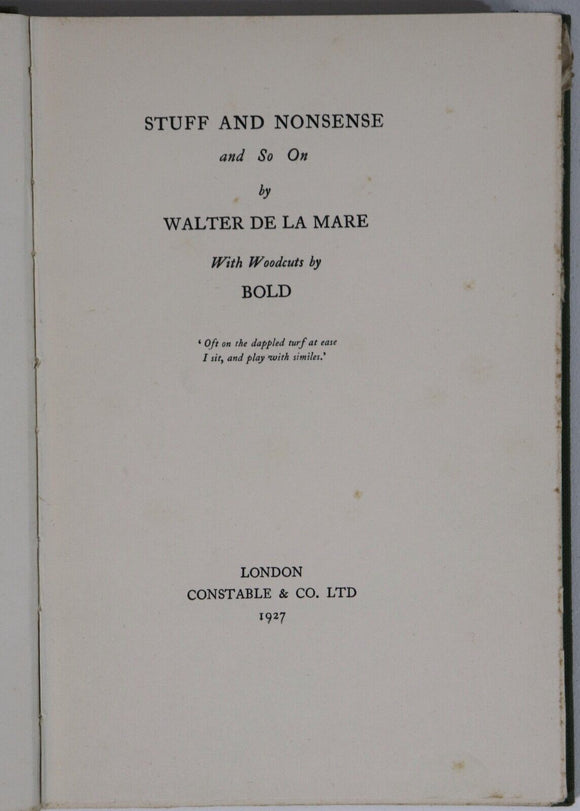 STUFF AND NONSENSE
and So On
by
WALTER DE LA MARE
With Woodcuts by
BOLD
‘Oft on the dappled turf at ease
I sit, and play with similes.’
LONDON
CONSTABLE & CO. LTD
1927